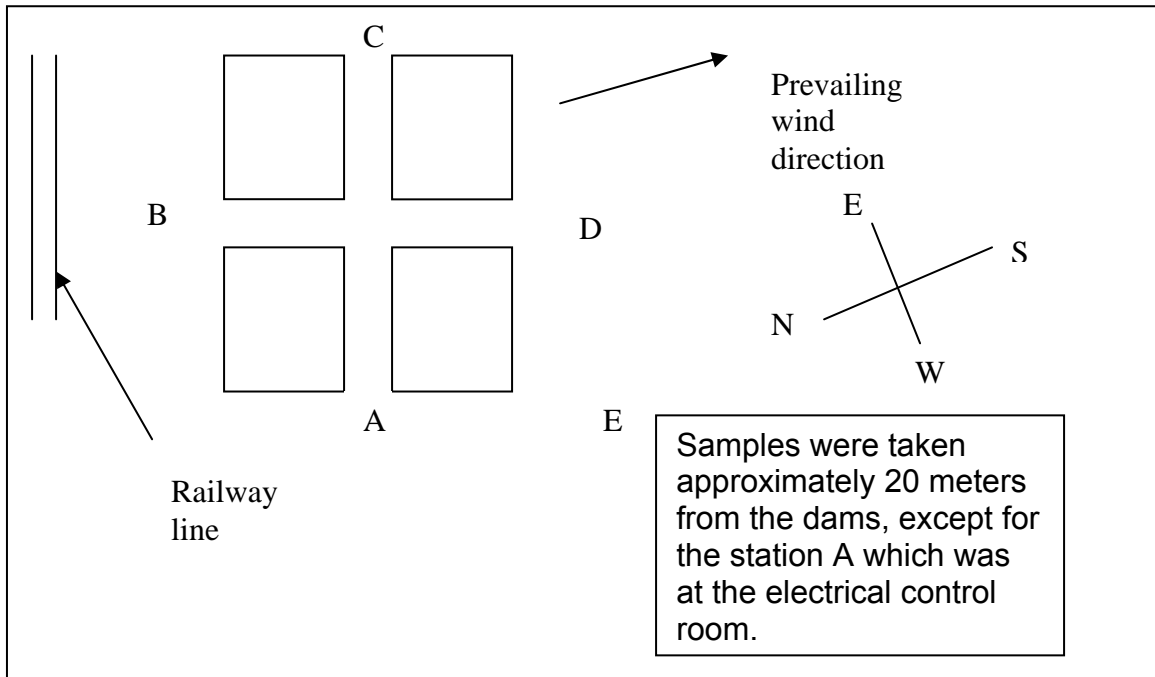 C
Prevailing
wind
direction
B
E
D
S
N
W
A
E
Samples were taken
approximately 20 meters
from the dams, except for
the station A which was
at the electrical control
room.
Railway
line